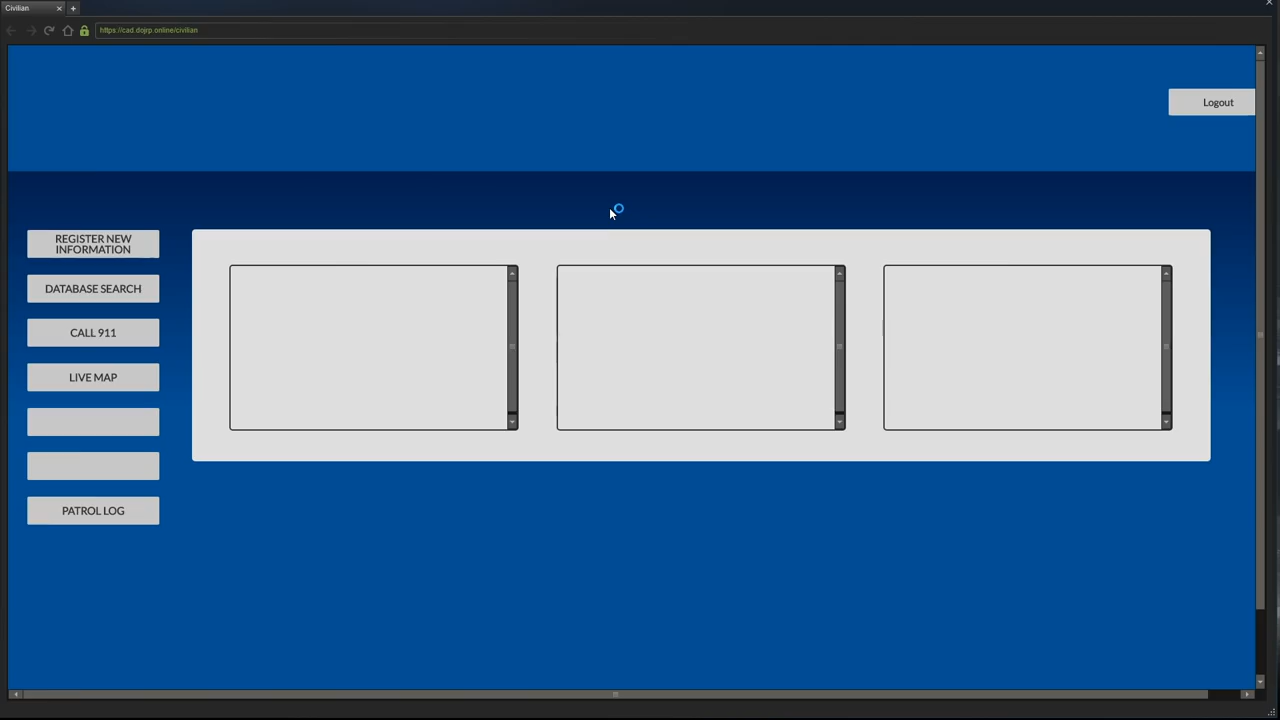 Civilian
https://cad.dojrp.online/civilian
Logout
REGISTER NEW
INFORMATION
DATABASE SEARCH
CALL 911
LIVE MAP
PATROL LOG